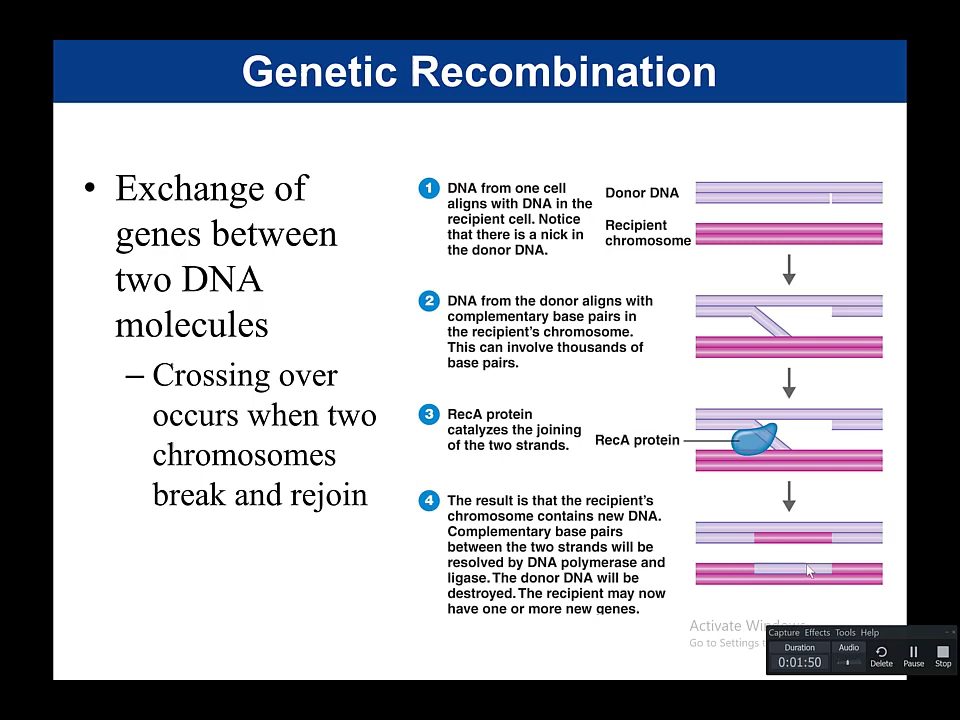 Genetic Recombination
• Exchange of
genes between
two DNA
molecules
– Crossing over
occurs when two
chromosomes
break and rejoin
1 DNA from one cell
aligns with DNA in the
recipient cell. Notice
that there is a nick in
the donor DNA.
Donor DNA
Recipient
chromosome
2 DNA from the donor aligns with
complementary base pairs in
the recipient's chromosome.
This can involve thousands of
base pairs.
3 RecA protein
catalyzes the joining
of the two strands.
RecA protein
4 The result is that the recipient's
chromosome contains new DNA.
Complementary base pairs
between the two strands will be
resolved by DNA polymerase and
ligase. The donor DNA will be
destroyed. The recipient may now
have one or more new genes.
Activate Windows
Go to Settings t
Capture Effects Tools Help
Duration Audio
0:01:50
Delete Pause Stop